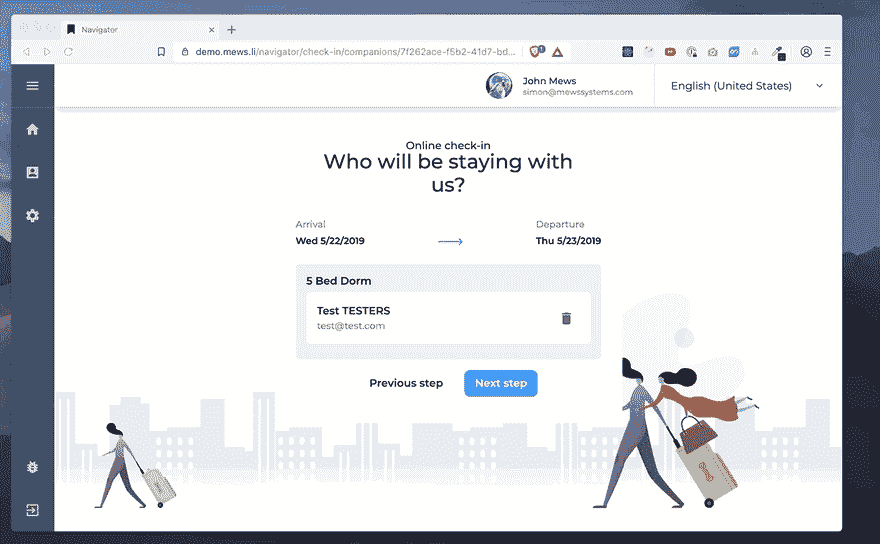 Navigator
demo.mews.li/navigator/check-in/companions/7f262ace-f5b2-41d7-bd...
John Mews
simon@mewssystems.com
English (United States)
Online check-in
Who will be staying with
us?
Arrival
Departure
Wed 5/22/2019
Thu 5/23/2019
5 Bed Dorm
Test TESTERS
test@test.com
Previous step
Next step